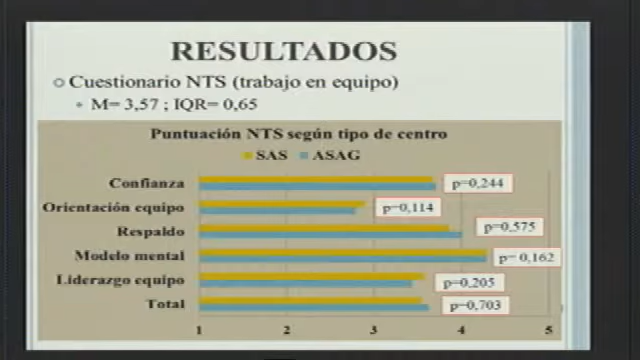 RESULTADOS
Cuestionario NTS (trabajo en equipo)
M= 3,57 ; IQR= 0,65
Puntuación NTS según tipo de centro
SAS ASAG
Confianza p=0,244
Orientación equipo p=0,114
Respaldo p=0,575
Modelo mental p= 0,162
Liderazgo equipo p=0,205
Total p=0,703
1 2 3 4 5